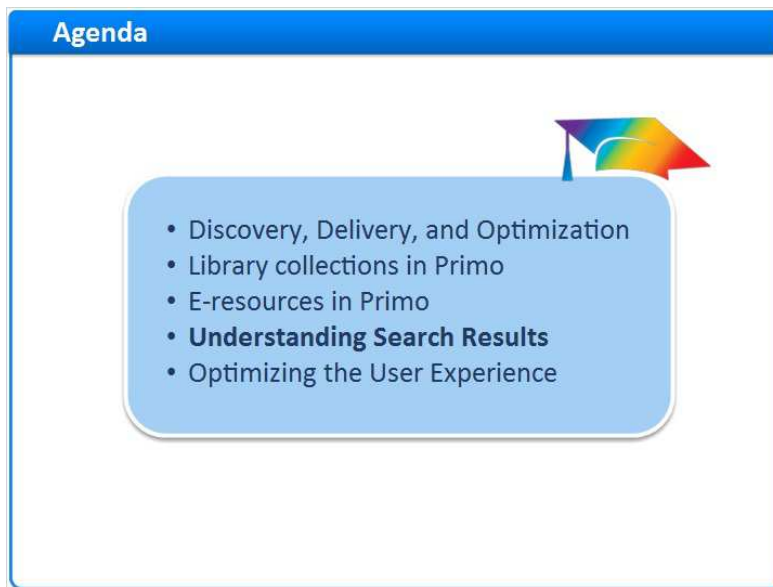 Agenda
• Discovery, Delivery, and Optimization
• Library collections in Primo
• E-resources in Primo
• Understanding Search Results
• Optimizing the User Experience